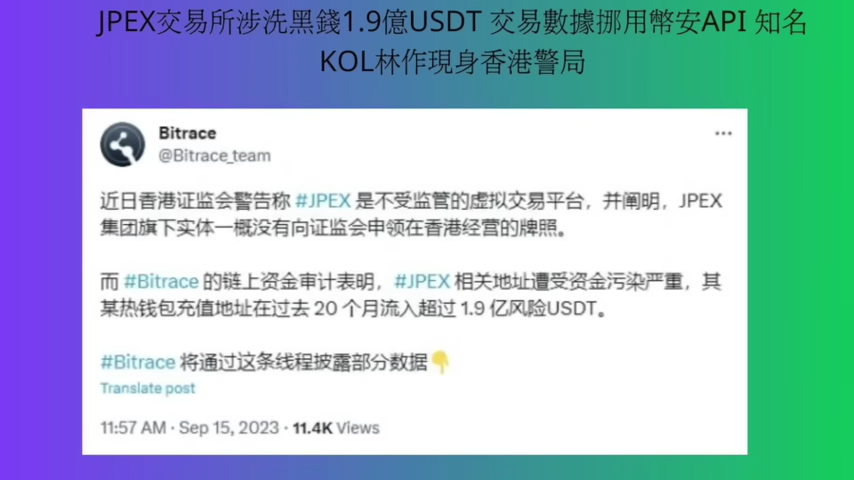 JPEX交易所涉洗黑錢1.9億USDT 交易數據挪用幣安API 知名
KOL林作現身香港警局
Bitrace
@Bitrace_team
近日香港证监会警告称 #JPEX 是不受监管的虚拟交易平台，并阐明，JPEX
集团旗下实体一概没有向证监会申领在香港经营的牌照。
而 #Bitrace 的链上资金审计表明，#JPEX 相关地址遭受资金污染严重，其
某热钱包充值地址在过去 20 个月流入超过 1.9 亿风险USDT。
#Bitrace 将通过这条线程披露部分数据👇
Translate post
11:57 AM · Sep 15, 2023 · 11.4K Views